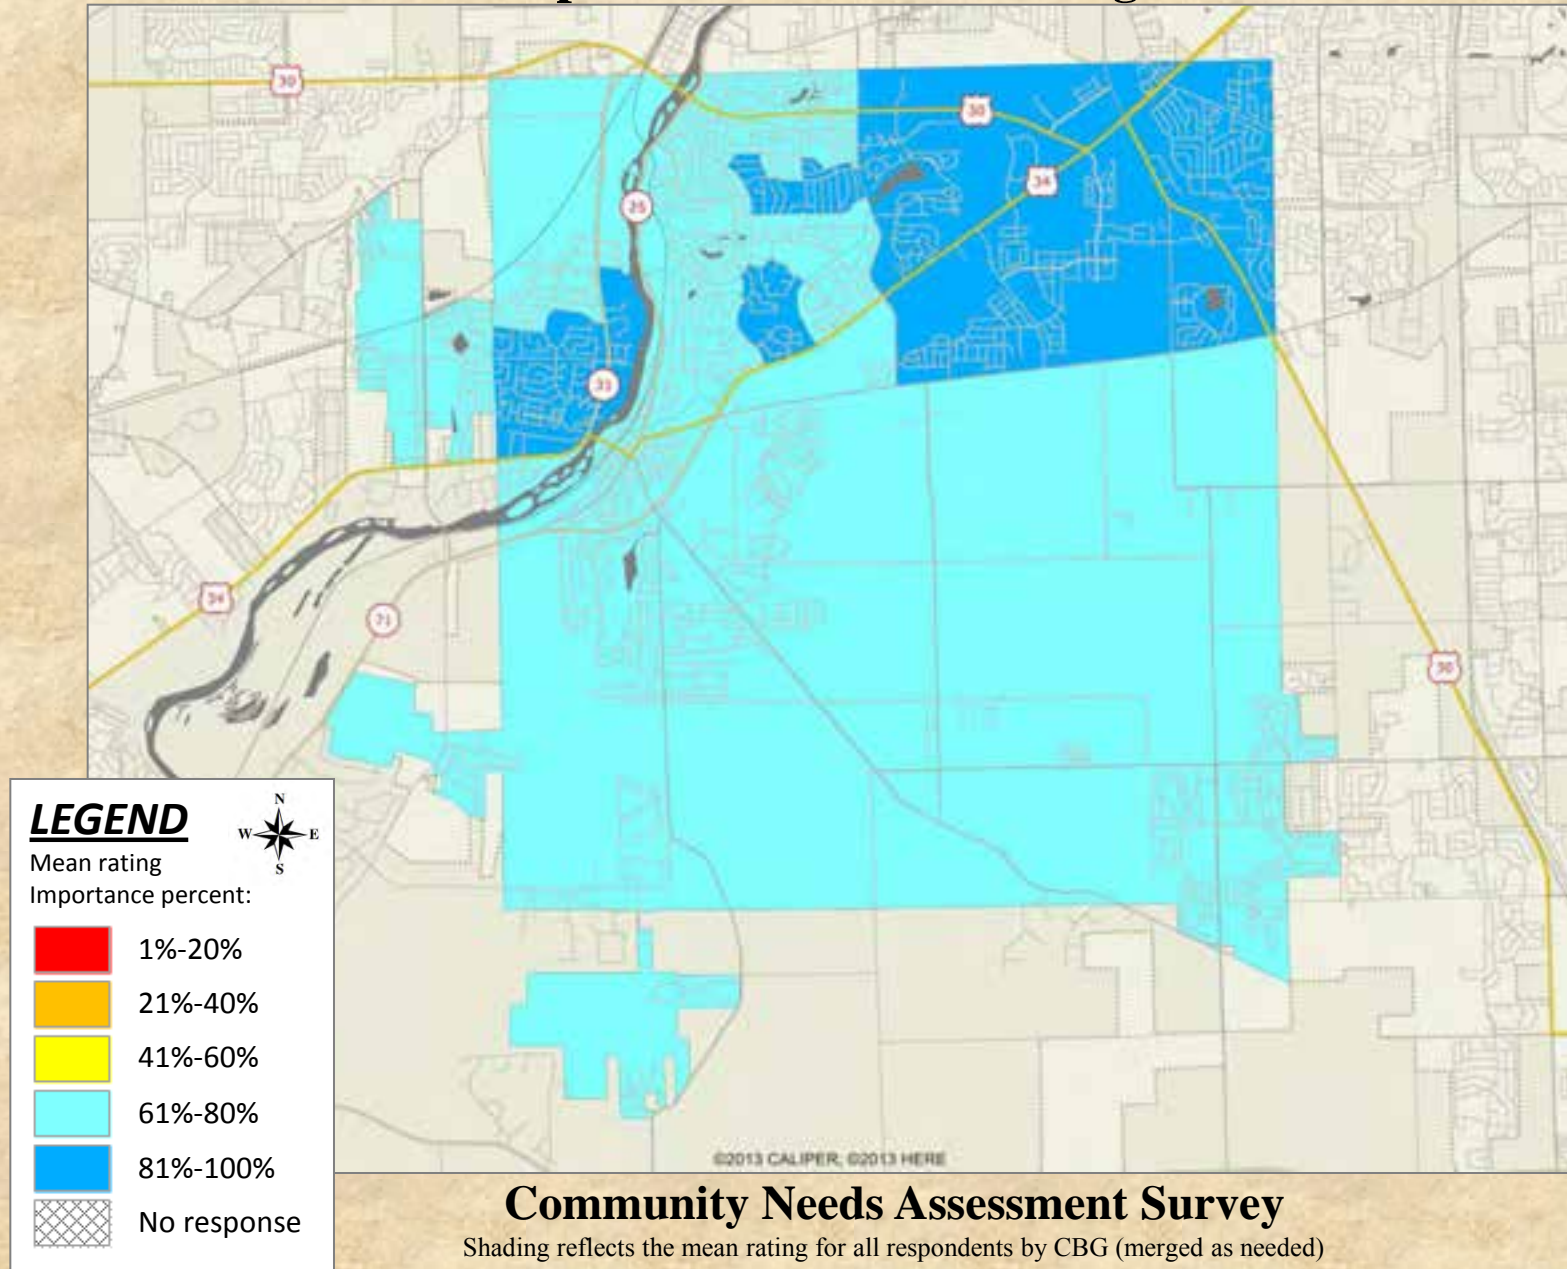 30
30
34
25
31
34
71
30
LEGEND
N
W E
S
Mean rating
Importance percent:
1%-20%
21%-40%
41%-60%
61%-80%
81%-100%
No response
©2013 CALIPER, ©2013 HERE
Community Needs Assessment Survey
Shading reflects the mean rating for all respondents by CBG (merged as needed)